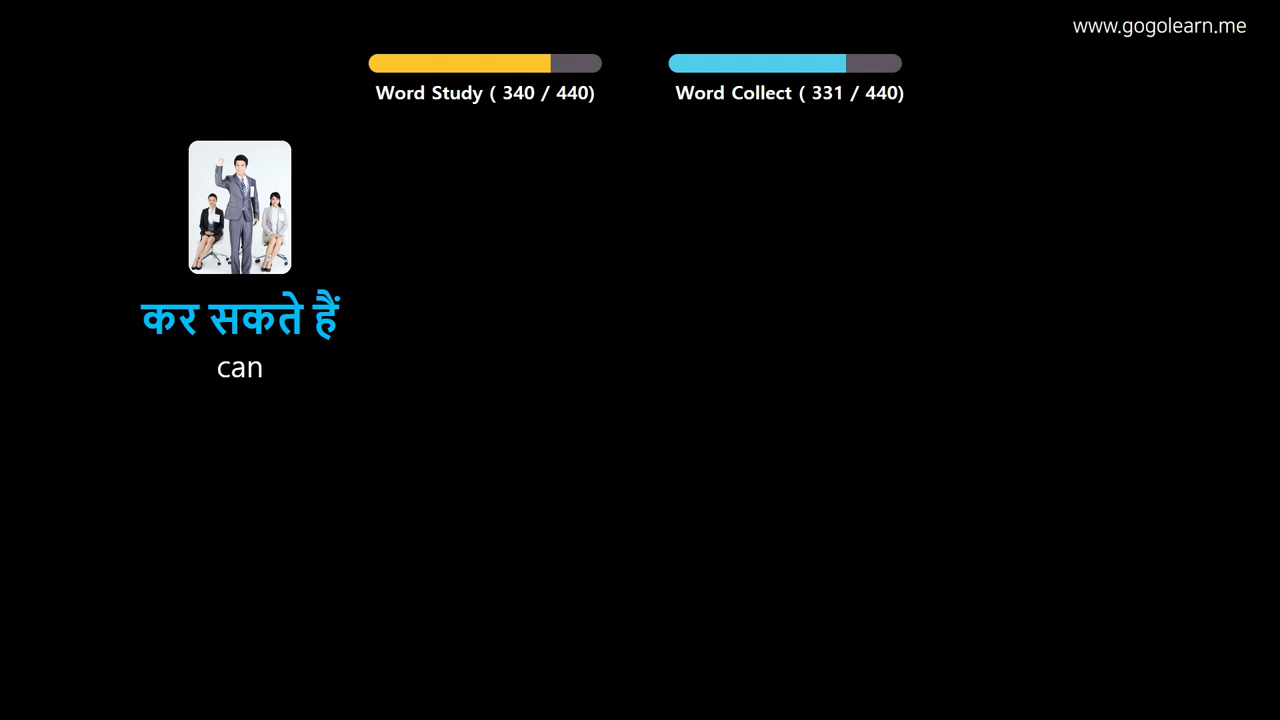 www.gogolearn.me
Word Study ( 340 / 440)
Word Collect ( 331 / 440)
कर सकते हैं
can